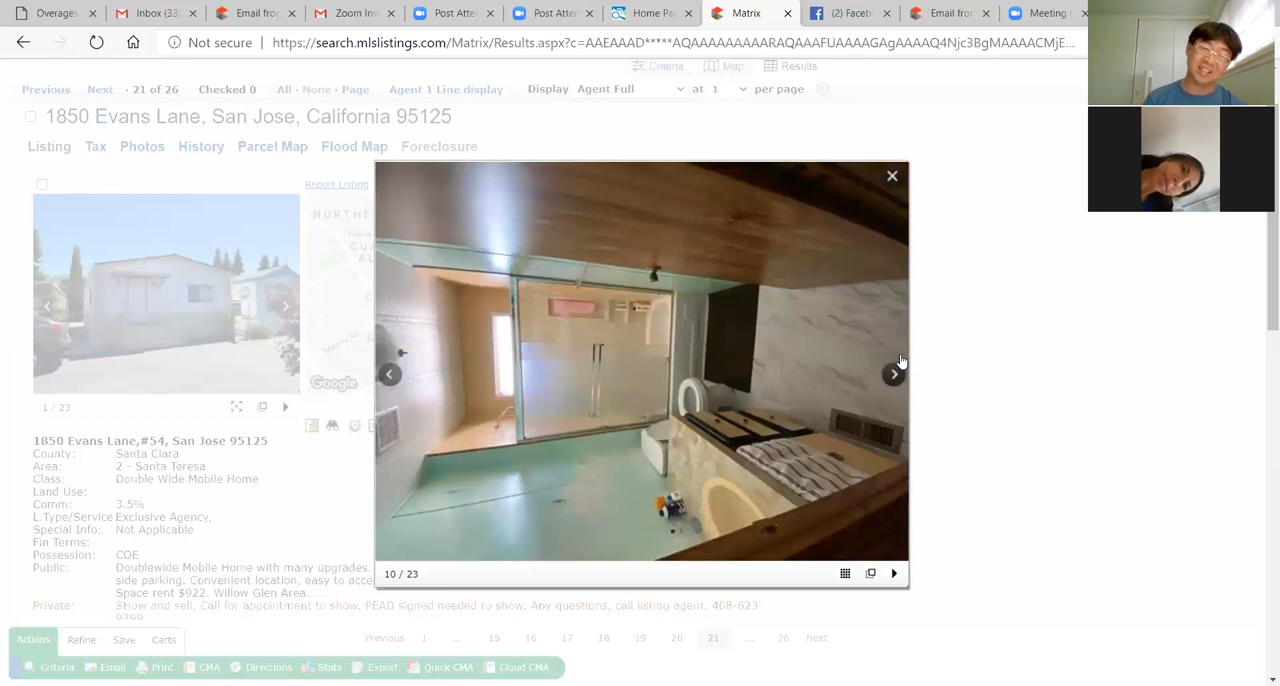 Overages
Inbox (33)
Email fro
Zoom Inv
Post Atte
Post Atte
Home Pa
Matrix
(2) Faceb
Email fro
Meeting
Not secure
https://search.mlslistings.com/Matrix/Results.aspx?c=AAEAAAD*****AQAAAAAAAAARAQAAAFUAAAAGAgAAAAQ4Njc3BgMAAAACMjE...
Criteria Map Results
Previous Next · 21 of 26 Checked 0 All · None · Page Agent 1 Line display Display Agent Full at 1 per page
1850 Evans Lane, San Jose, California 95125
Listing Tax Photos History Parcel Map Flood Map Foreclosure
Report Listing
Google
1 / 23
10 / 23
1850 Evans Lane,#54, San Jose 95125
County: Santa Clara
Area: 2 - Santa Teresa
Class: Double Wide Mobile Home
Land Use:
Comm: 3.5%
L.Type/Service: Exclusive Agency,
Special Info: Not Applicable
Fin Terms:
Possession: COE
Public: Doublewide Mobile Home with many upgrades.
side parking. Convenient location, easy to acce
Space rent $922. Willow Glen Area.
Private: Show and sell, Call for appointment to show. PEAD signed needed to show. Any questions, call listing agent. 408-623-
9299
Actions Refine Save Carts
Previous 1 ... 15 16 17 18 19 20 21 ... 26 Next
Criteria Email Print CMA Directions Stats Export Quick CMA Cloud CMA